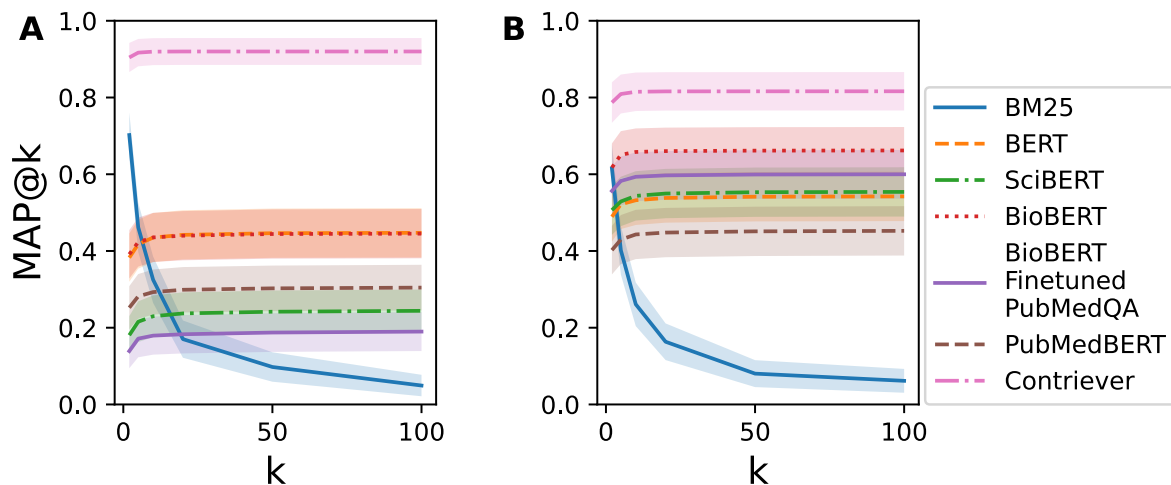 A
B
MAP@k
1.0
0.8
0.6
0.4
0.2
0.0
0
50
100
k
1.0
0.8
0.6
0.4
0.2
0.0
0
50
100
k
BM25
BERT
SciBERT
BioBERT
BioBERT
Finetuned
PubMedQA
PubMedBERT
Contriever